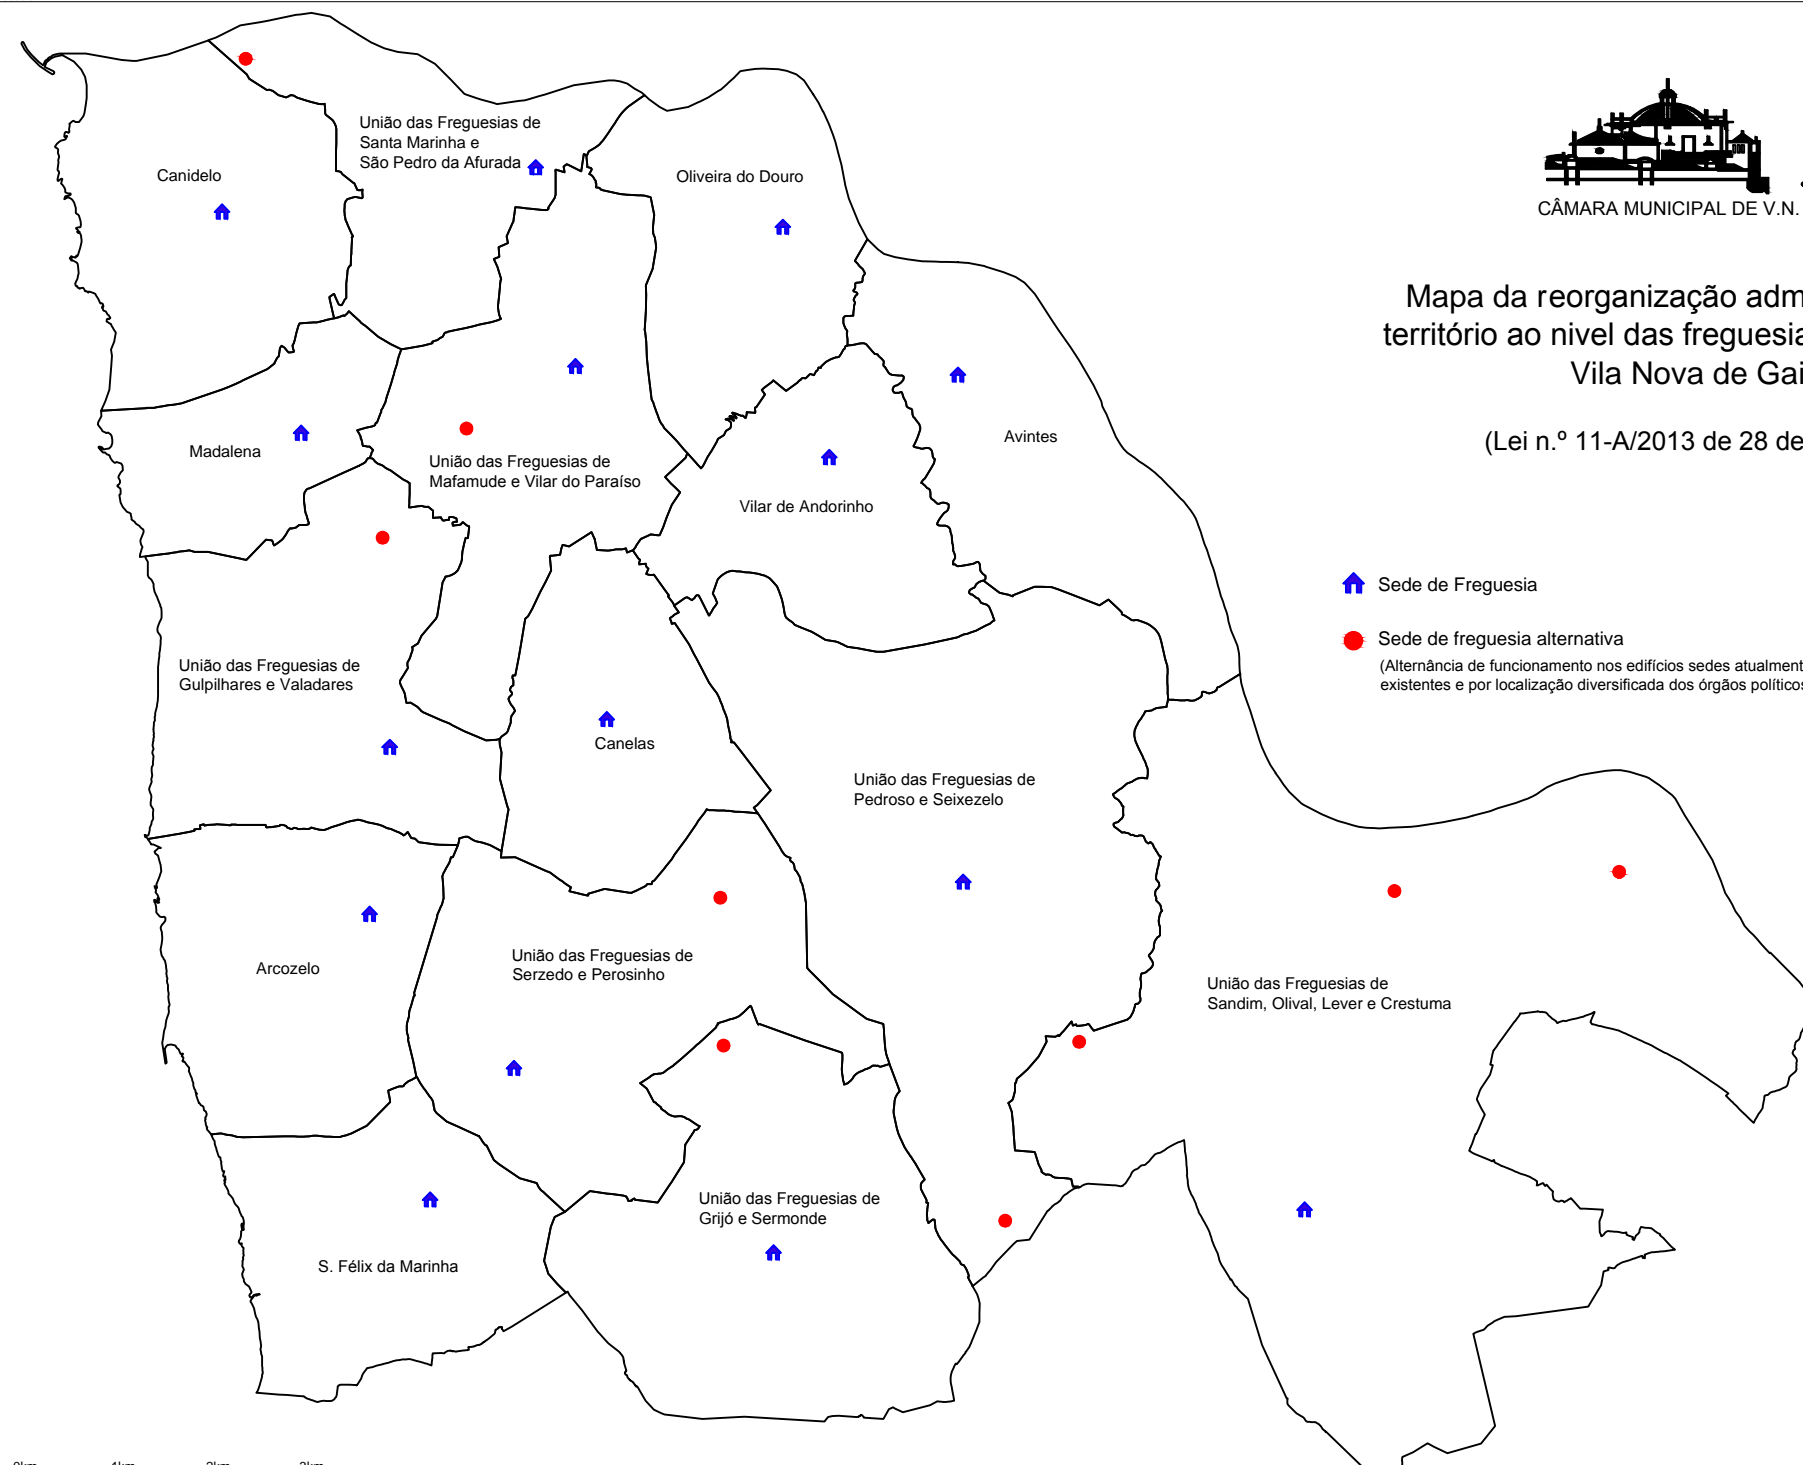 União das Freguesias de
Santa Marinha e
São Pedro da Afurada
Canidelo
Oliveira do Douro
CÂMARA MUNICIPAL DE V.N.
Mapa da reorganização adm
território ao nivel das freguesia
Vila Nova de Gai
(Lei n.º 11-A/2013 de 28 de
Madalena
União das Freguesias de
Mafamude e Vilar do Paraíso
Avintes
Vilar de Andorinho
Sede de Freguesia
Sede de freguesia alternativa
(Alternância de funcionamento nos edifícios sedes atualment
existentes e por localização diversificada dos órgãos políticos
União das Freguesias de
Gulpilhares e Valadares
Canelas
União das Freguesias de
Pedroso e Seixezelo
Arcozelo
União das Freguesias de
Serzedo e Perosinho
União das Freguesias de
Sandim, Olival, Lever e Crestuma
União das Freguesias de
Grijó e Sermonde
S. Félix da Marinha